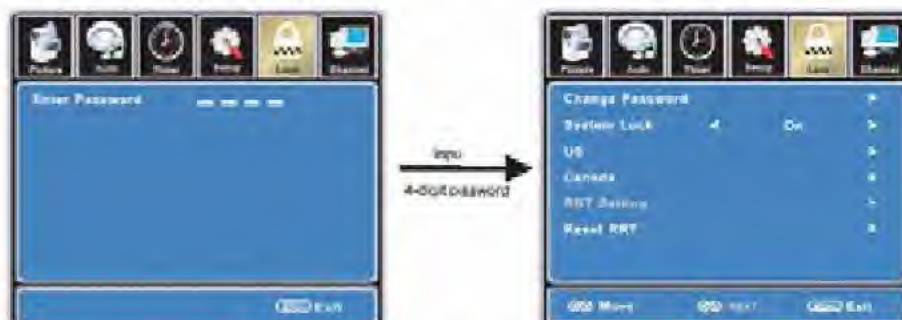 Picture Audio Timer Setup Lock Channel
Enter Password
Exit
Input
4-digit password
Picture Audio Timer Setup Lock Channel
Change Password
System Lock On
US
Canada
RRT Setting
Reset RRT
Move NEXT Exit